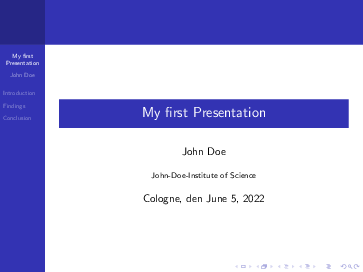 My first
Presentation
John Doe
Introduction
Findings
Conclusion
My first Presentation
John Doe
John-Doe-Institute of Science
Cologne, den June 5, 2022